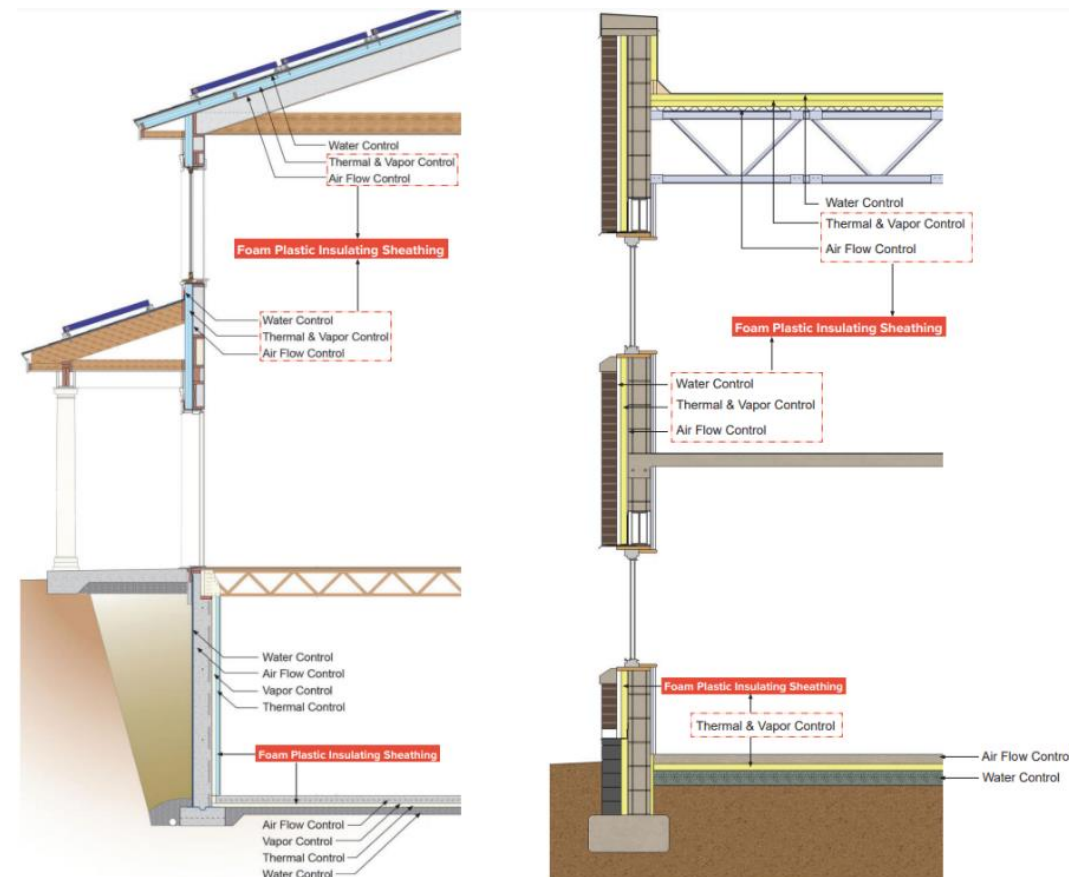 Water Control
Thermal & Vapor Control
Air Flow Control
Foam Plastic Insulating Sheathing
Water Control
Thermal & Vapor Control
Air Flow Control
Water Control
Air Flow Control
Vapor Control
Thermal Control
Foam Plastic Insulating Sheathing
Air Flow Control
Vapor Control
Thermal Control
Water Control
Water Control
Thermal & Vapor Control
Air Flow Control
Foam Plastic Insulating Sheathing
Water Control
Thermal & Vapor Control
Air Flow Control
Foam Plastic Insulating Sheathing
Thermal & Vapor Control
Air Flow Contro
Water Control